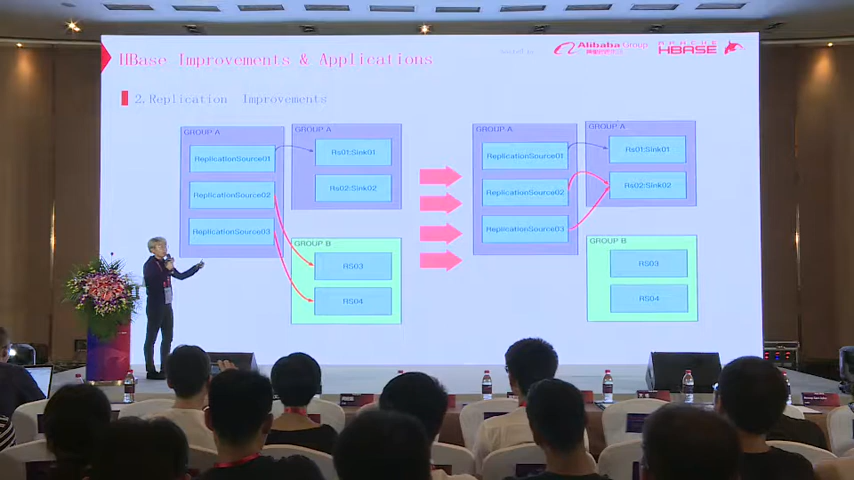 HBase Improvements & Applications
Alibaba Group
APACHE
HBASE
2.Replication Improvements
GROUP A
ReplicationSource01
ReplicationSource02
ReplicationSource03
GROUP A
Rs01:Sink01
Rs02:Sink02
GROUP B
RS03
RS04
GROUP A
ReplicationSource01
ReplicationSource02
ReplicationSource03
GROUP A
Rs01:Sink01
Rs02:Sink02
GROUP B
RS03
RS04